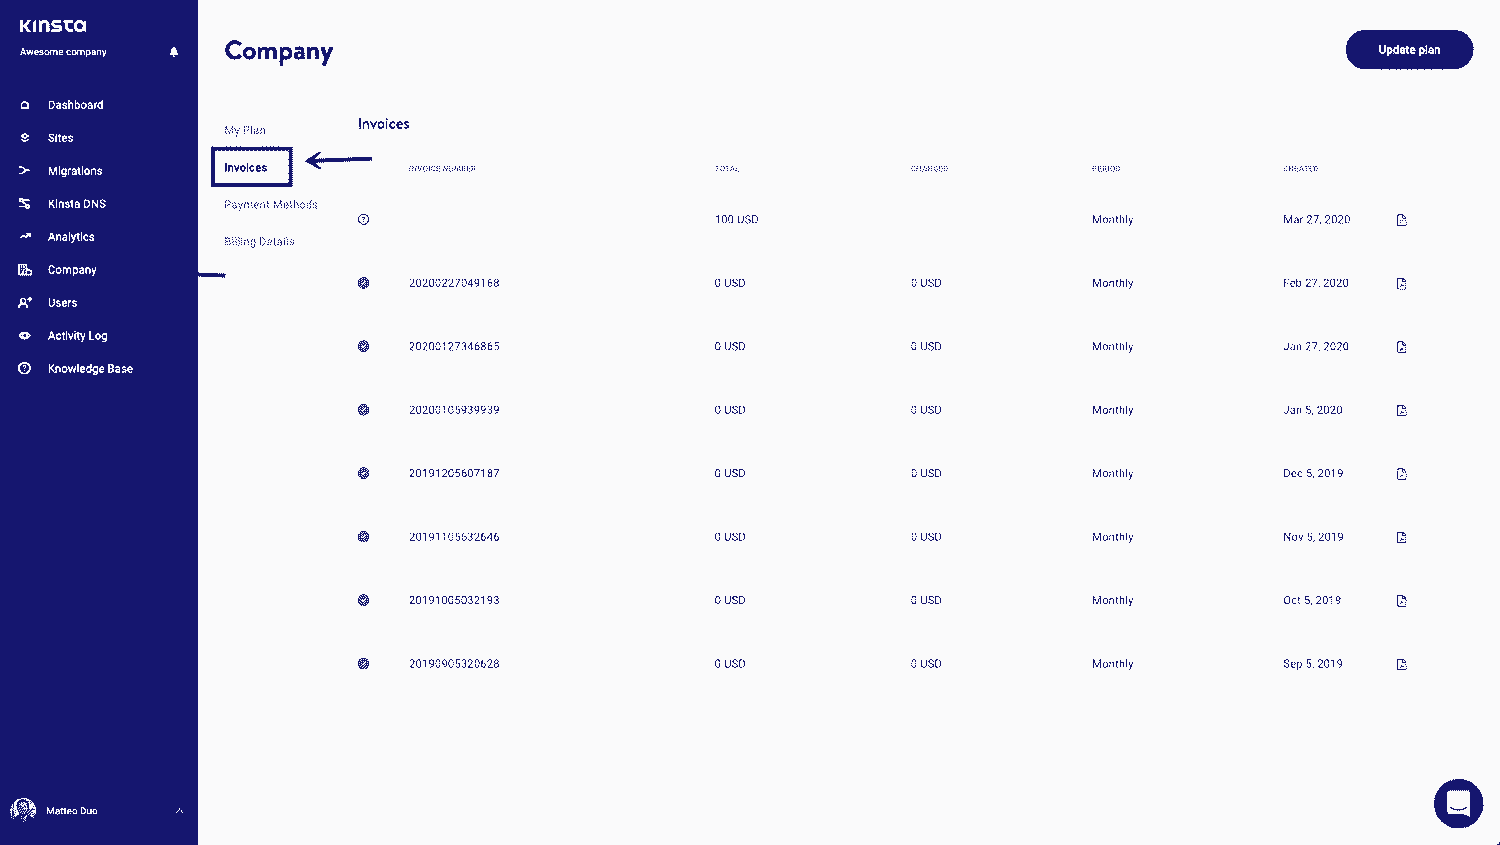 Kinsta
Awesome company
Dashboard
Sites
Migrations
Kinsta DNS
Analytics
Company
Users
Activity Log
Knowledge Base
Matteo Duo
Company
Update plan
My Plan
Invoices
Payment Methods
Billing Details
Invoices
INVOICE NUMBER TOTAL CHARGED PERIOD CREATED
100 USD Monthly Mar 27, 2020
20200227049168 0 USD 0 USD Monthly Feb 27, 2020
20200127346865 0 USD 0 USD Monthly Jan 27, 2020
20200105939939 0 USD 0 USD Monthly Jan 5, 2020
20191205607187 0 USD 0 USD Monthly Dec 5, 2019
20191105632646 0 USD 0 USD Monthly Nov 5, 2019
20191005032193 0 USD 0 USD Monthly Oct 5, 2019
20190905320628 0 USD 0 USD Monthly Sep 5, 2019